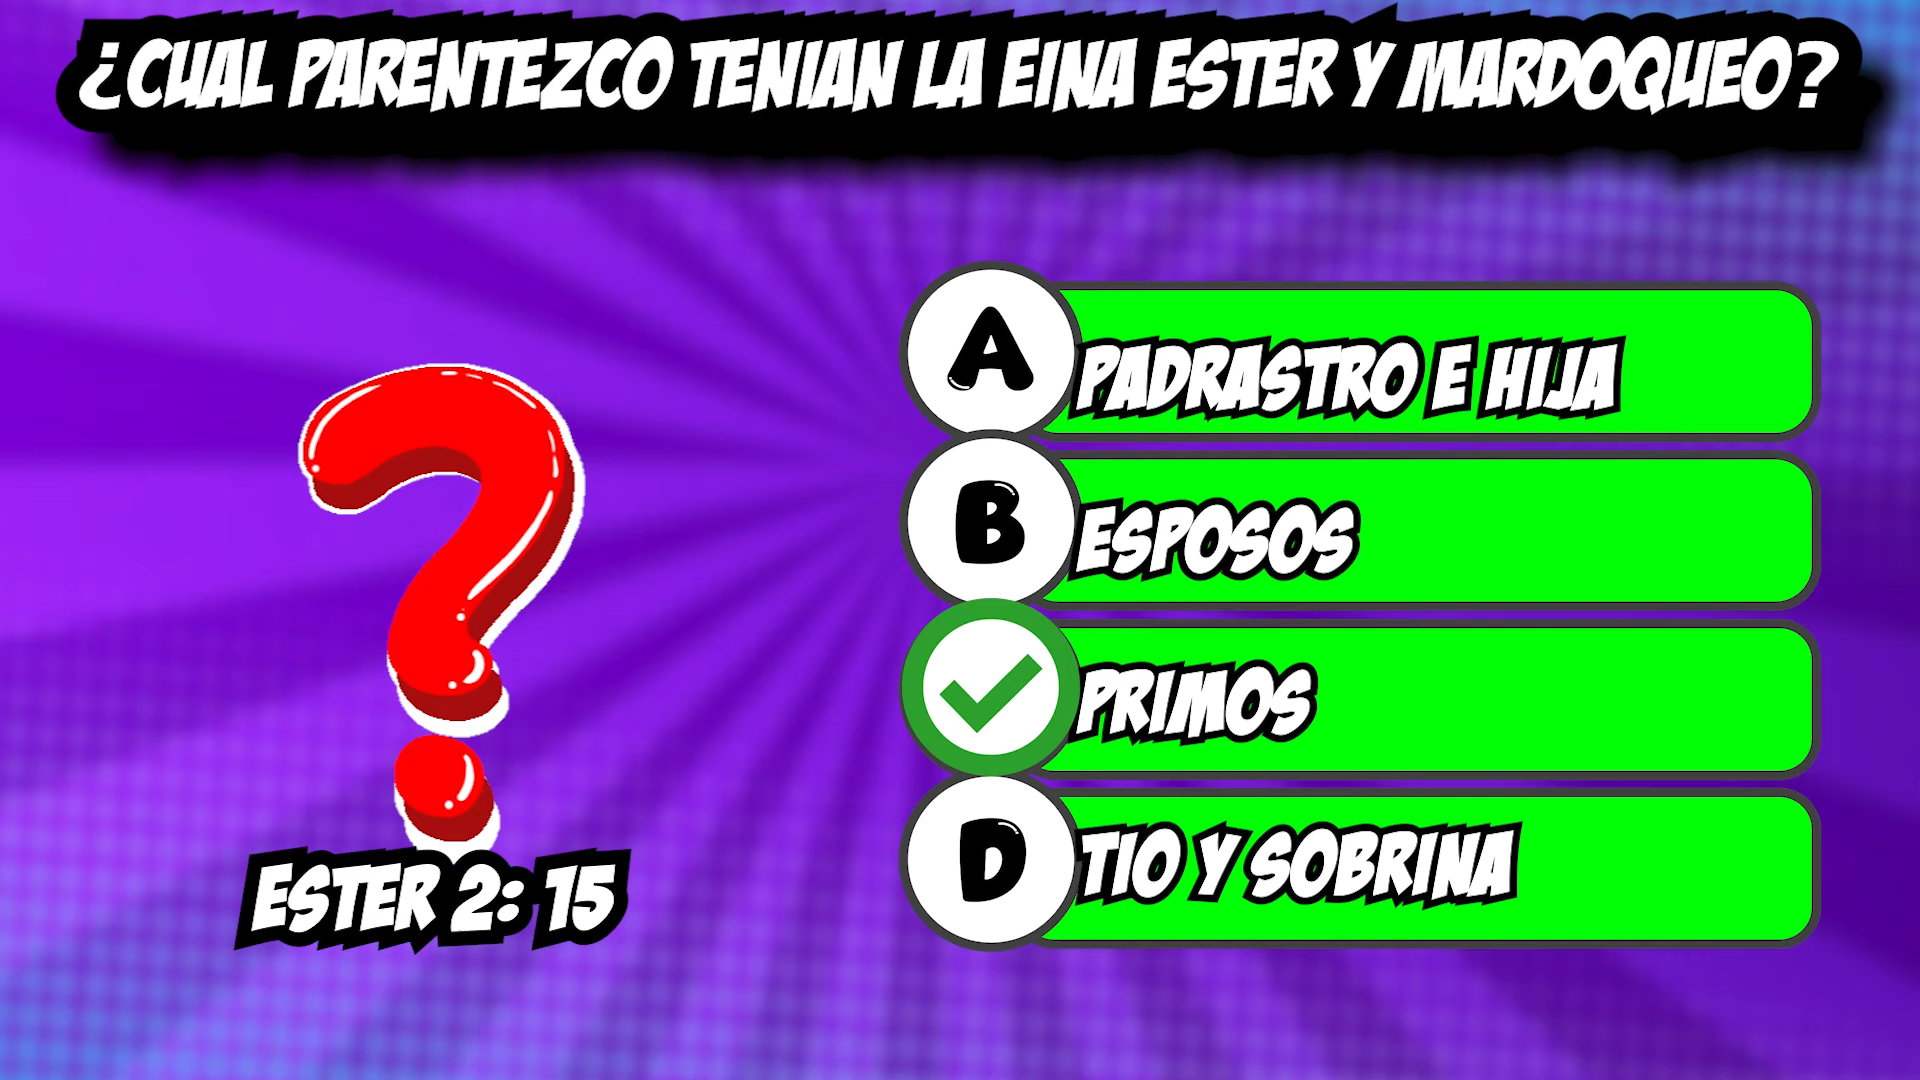 ¿CUAL PARENTEZCO TENIAN LA EINA ESTER Y MARDOQUEO?
A PADRASTRO E HIJA
B ESPOSOS
PRIMOS
D TIO Y SOBRINA
ESTER 2: 15